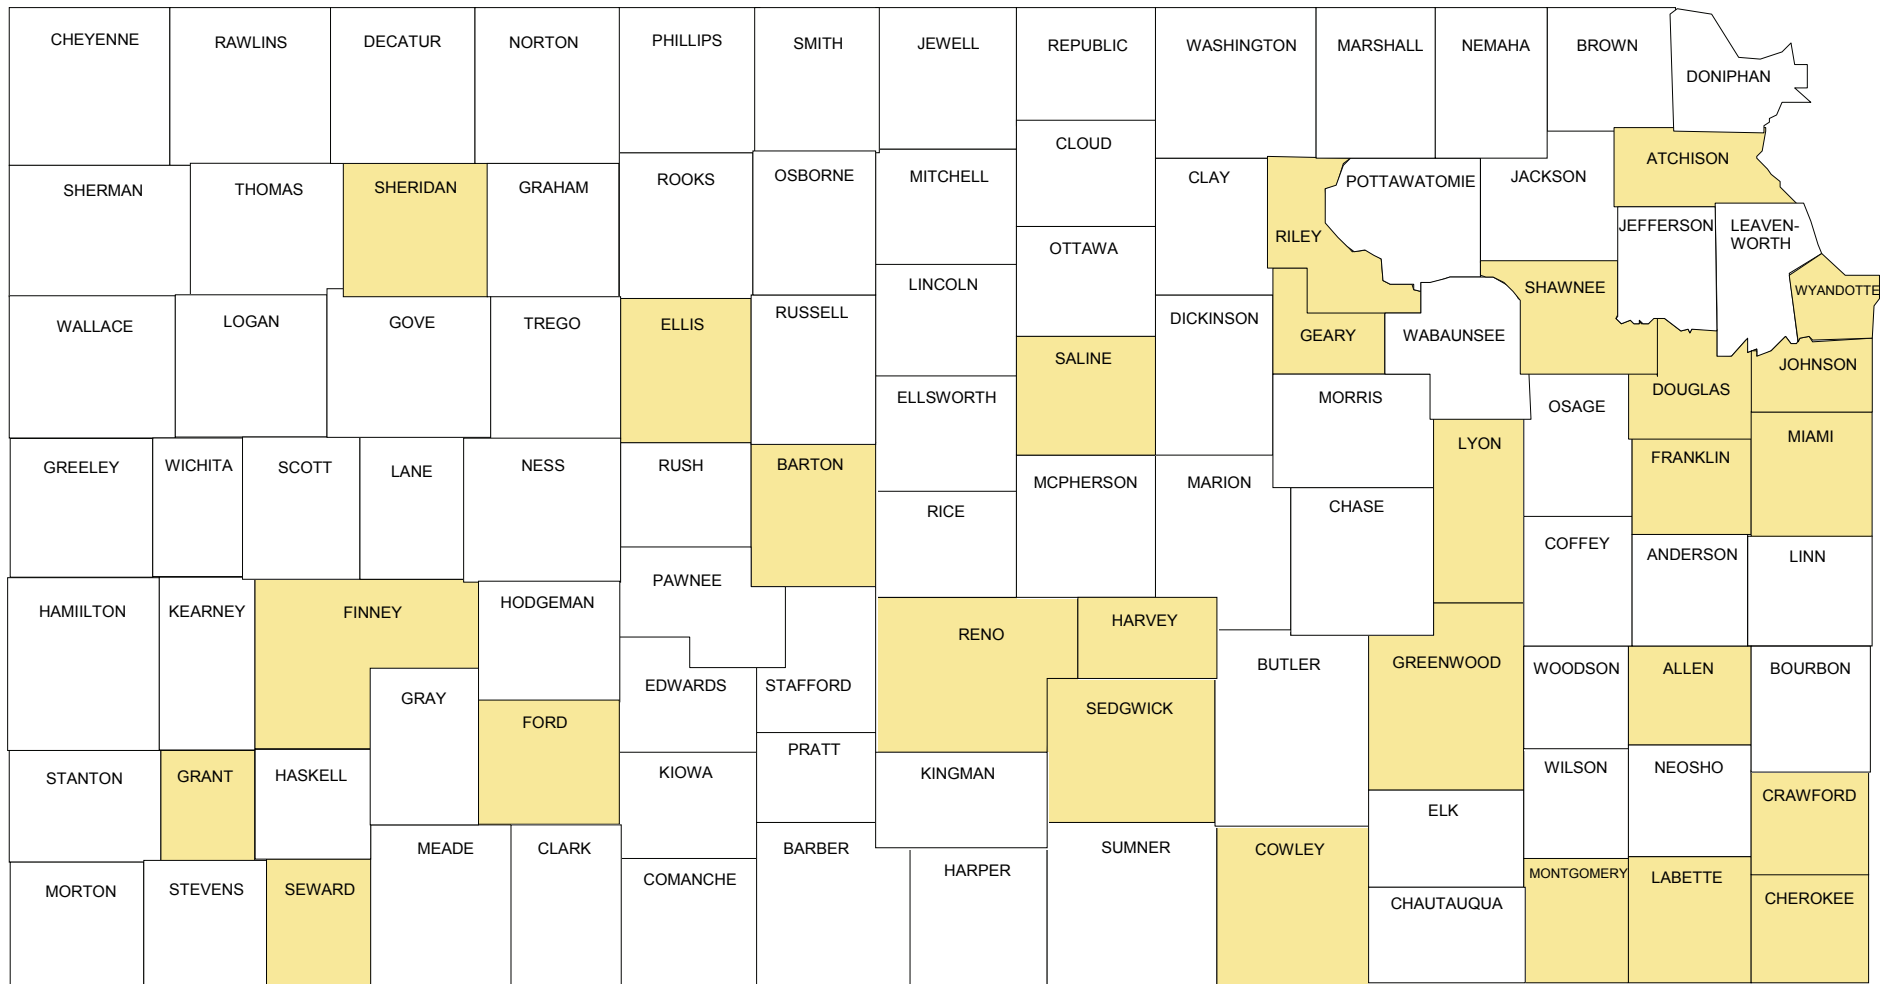 CHEYENNE
RAWLINS
DECATUR
NORTON
PHILLIPS
SMITH
JEWELL
REPUBLIC
WASHINGTON
MARSHALL
NEMAHA
BROWN
DONIPHAN
SHERMAN
THOMAS
SHERIDAN
GRAHAM
ROOKS
OSBORNE
MITCHELL
CLOUD
CLAY
RILEY
POTTAWATOMIE
JACKSON
ATCHISON
JEFFERSON
LEAVEN-
WORTH
OTTAWA
LINCOLN
WALLACE
LOGAN
GOVE
TREGO
ELLIS
RUSSELL
DICKINSON
GEARY
WABAUNSEE
SHAWNEE
WYANDOTTE
SALINE
ELLSWORTH
MORRIS
OSAGE
DOUGLAS
JOHNSON
GREELEY
WICHITA
SCOTT
LANE
NESS
RUSH
BARTON
RICE
MCPHERSON
MARION
CHASE
LYON
FRANKLIN
MIAMI
COFFEY
ANDERSON
LINN
HAMIILTON
KEARNEY
FINNEY
HODGEMAN
PAWNEE
RENO
HARVEY
BUTLER
GREENWOOD
WOODSON
ALLEN
BOURBON
GRAY
EDWARDS
STAFFORD
SEDGWICK
FORD
STANTON
GRANT
HASKELL
KIOWA
PRATT
KINGMAN
WILSON
NEOSHO
CRAWFORD
ELK
MEADE
CLARK
BARBER
SUMNER
COWLEY
MORTON
STEVENS
SEWARD
COMANCHE
HARPER
CHAUTAUQUA
MONTGOMERY
LABETTE
CHEROKEE